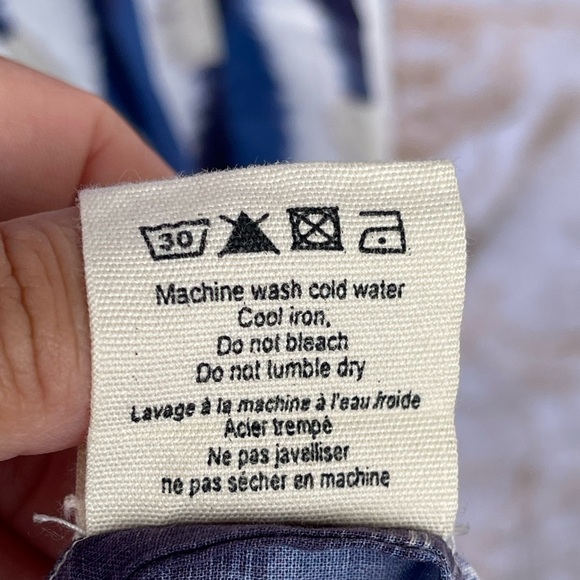 30
Machine wash cold water
Cool iron,
Do not bleach
Do not tumble dry
Lavage à la machine à l'eau froide
Acier trempé
Ne pas javelliser
ne pas sécher en machine